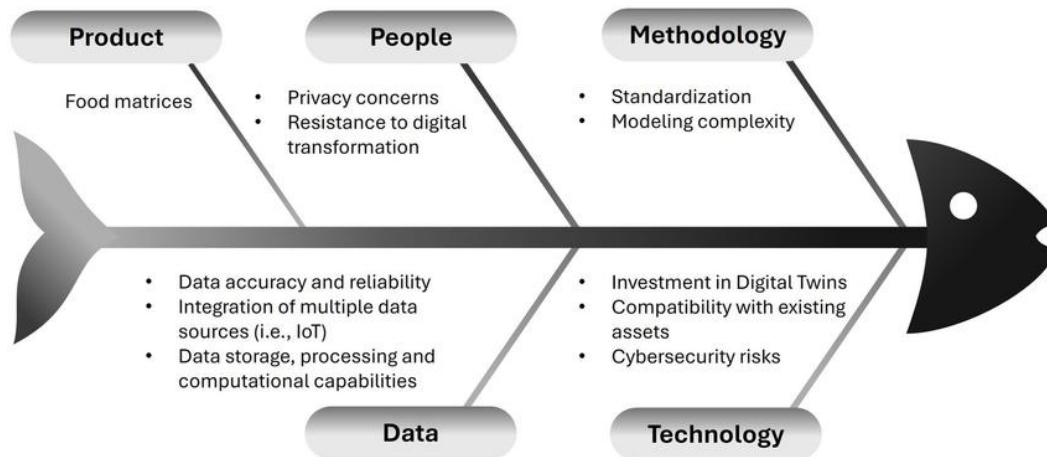 Product
Food matrices
People
• Privacy concerns
• Resistance to digital
transformation
Methodology
• Standardization
• Modeling complexity
• Data accuracy and reliability
• Integration of multiple data
sources (i.e., IoT)
• Data storage, processing and
computational capabilities
Data
• Investment in Digital Twins
• Compatibility with existing
assets
• Cybersecurity risks
Technology